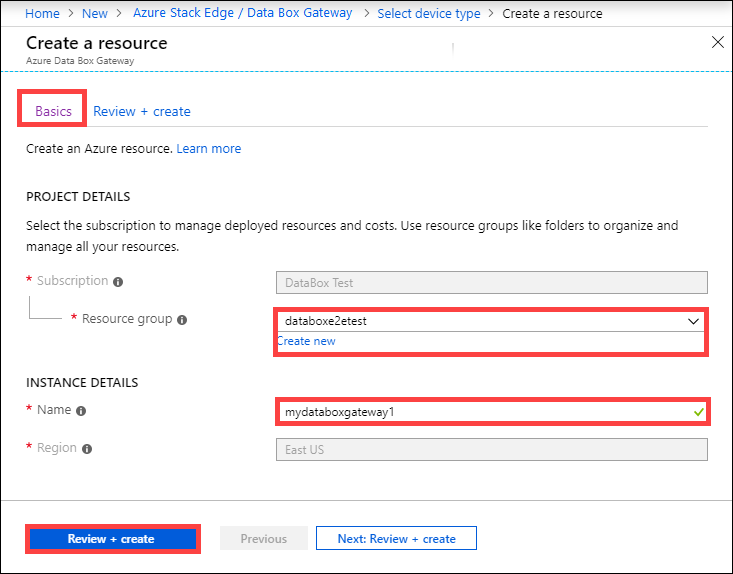 Home > New > Azure Stack Edge / Data Box Gateway > Select device type > Create a resource
Create a resource
Azure Data Box Gateway
Basics Review + create
Create an Azure resource. Learn more
PROJECT DETAILS
Select the subscription to manage deployed resources and costs. Use resource groups like folders to organize and
manage all your resources.
* Subscription
DataBox Test
* Resource group
databoxe2etest
Create new
INSTANCE DETAILS
* Name
mydataboxgateway1
* Region
East US
Review + create Previous Next: Review + create